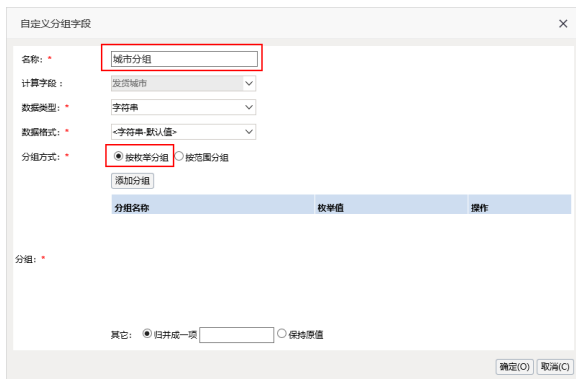 自定义分组字段
名称: * 城市分组
计算字段 : 发货城市
数据类型: * 字符串
数据格式: * <字符串-默认值>
分组方式: * 按枚举分组 按范围分组
添加分组
分组名称 枚举值 操作
分组: *
其它: 归并成一项 保持原值
确定(O) 取消(C)